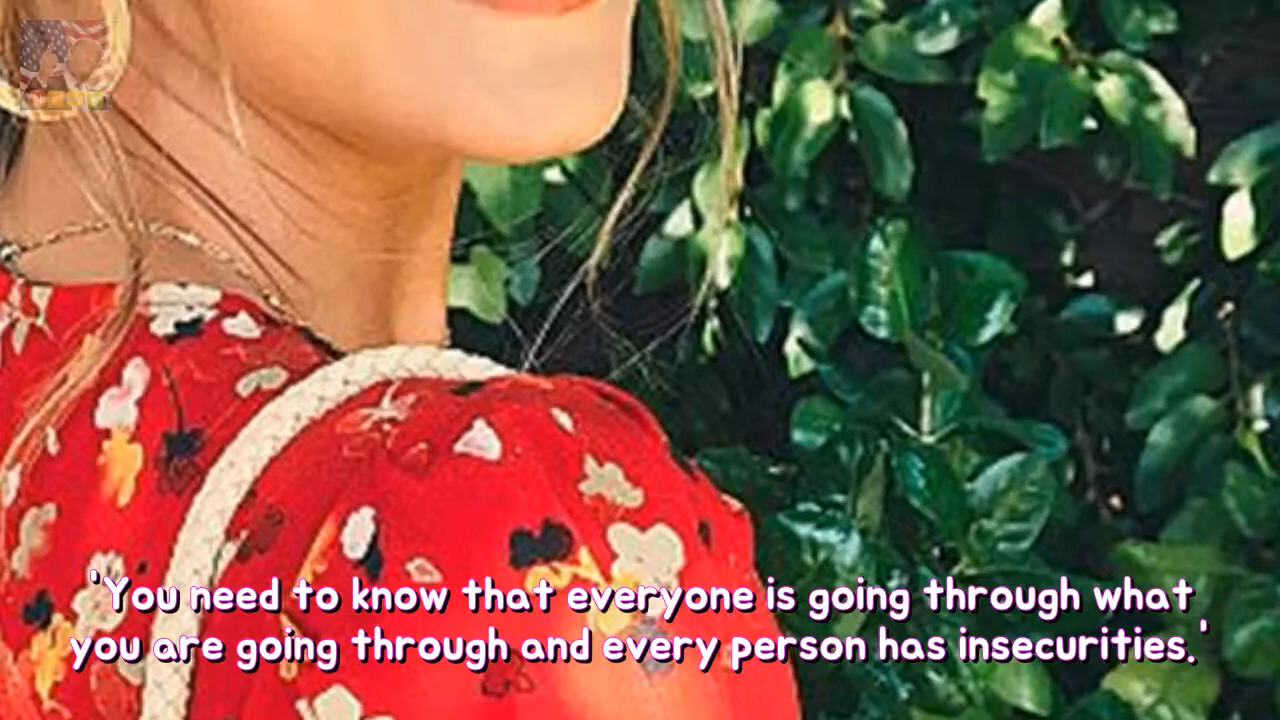 'You need to know that everyone is going through what
you are going through and every person has insecurities.'